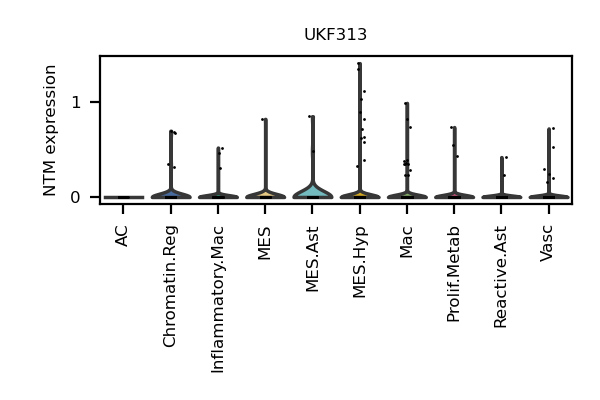 UKF313
NTM expression
1
0
AC
Chromatin.Reg
Inflammatory.Mac
MES
MES.Ast
MES.Hyp
Mac
Prolif.Metab
Reactive.Ast
Vasc